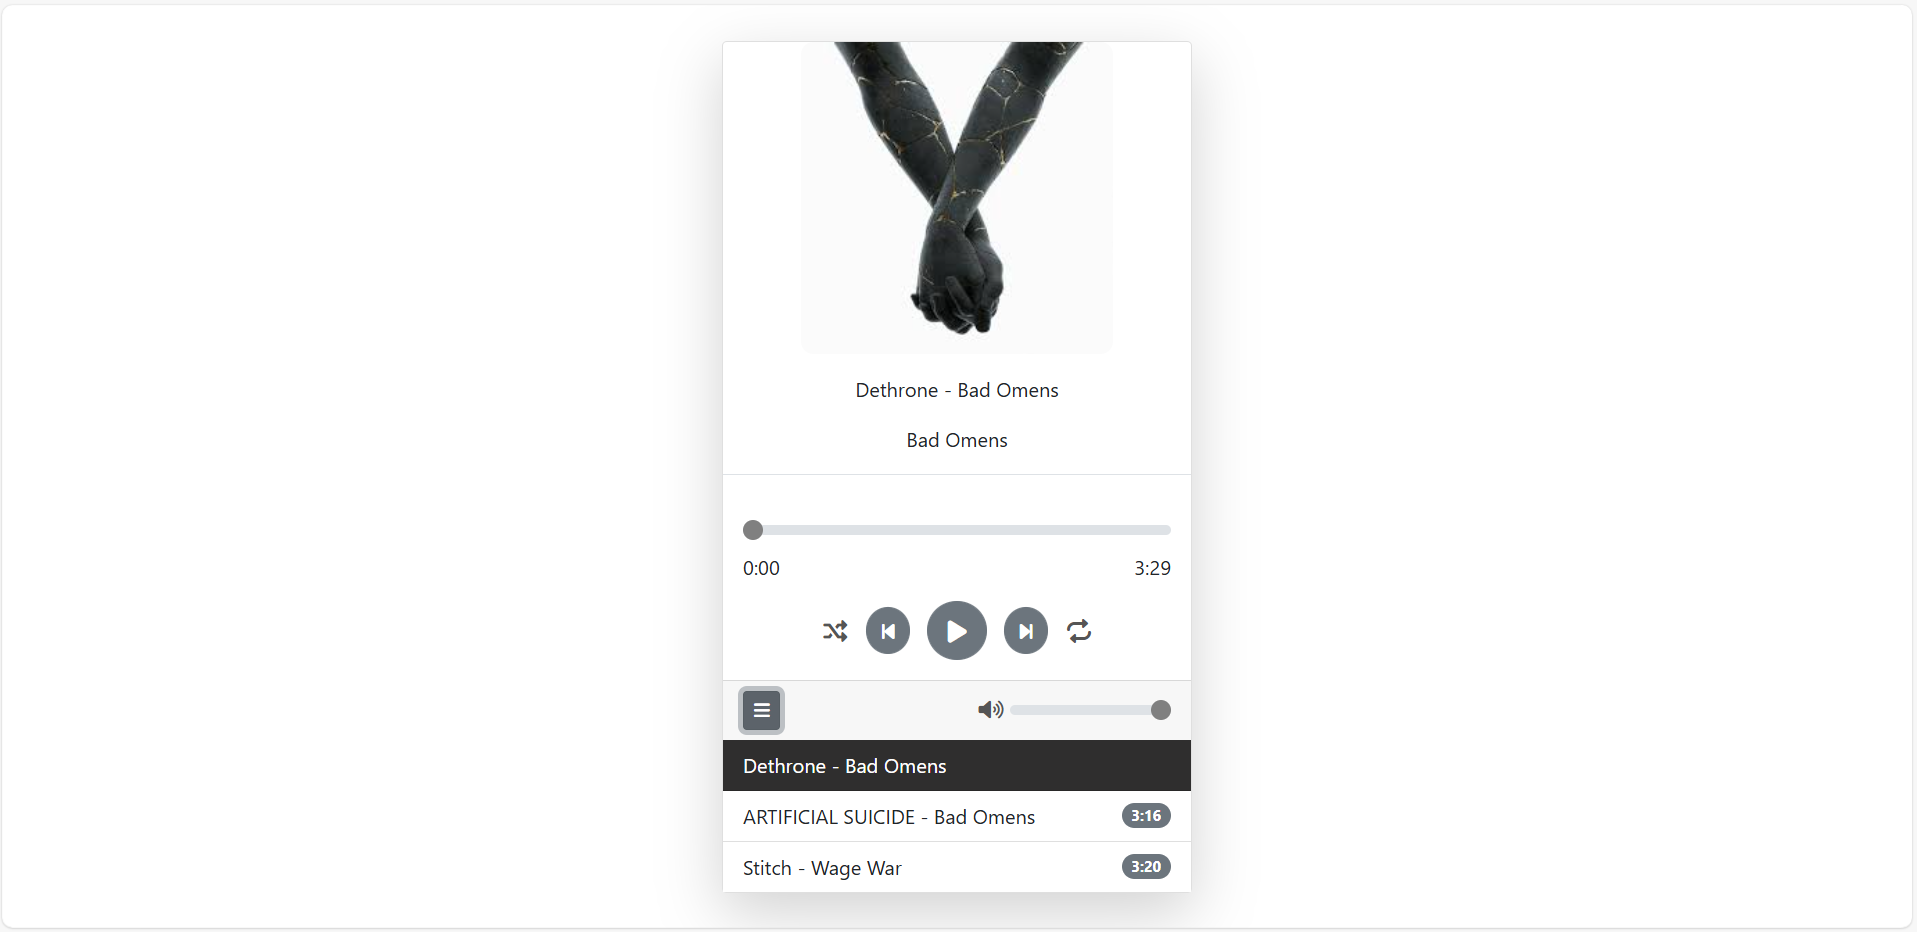 Dethrone - Bad Omens
Bad Omens
0:00 3:29
Dethrone - Bad Omens
ARTIFICIAL SUICIDE - Bad Omens 3:16
Stitch - Wage War 3:20